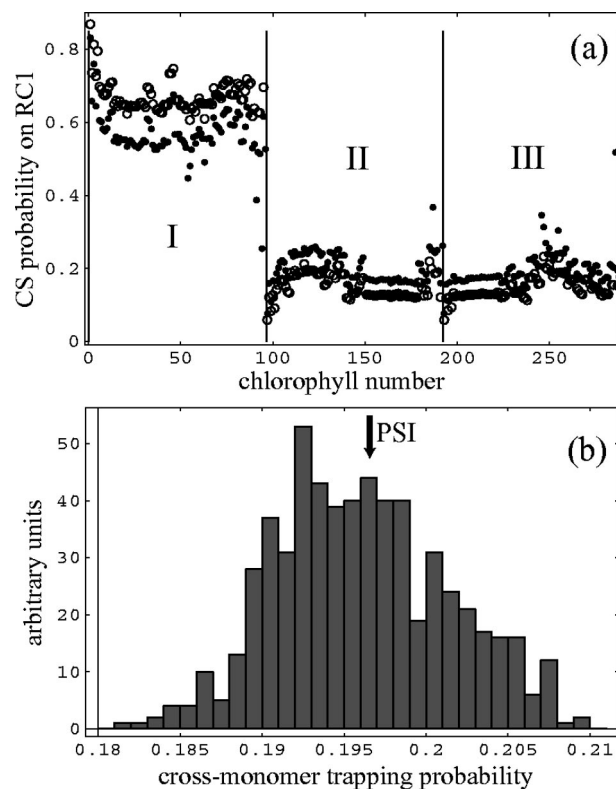 (a)
0.8
0.6
0.4
0.2
0
I
II
III
0 50 100 150 200 250
CS probability on RC1
chlorophyll number
(b)
PSI
50
40
30
20
10
0
0.18 0.185 0.19 0.195 0.2 0.205 0.21
arbitrary units
cross-monomer trapping probability